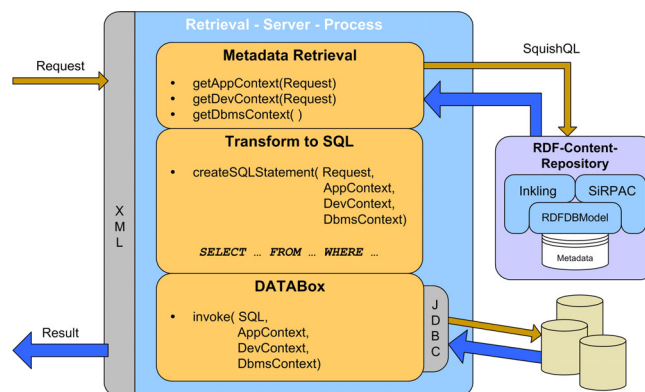 Retrieval - Server - Process
Request
Metadata Retrieval
• getAppContext(Request)
• getDevContext(Request)
• getDbmsContext( )
SquishQL
RDF-Content-
Repository
Inkling
SiRPAC
RDFDBModel
Metadata
Transform to SQL
• createSQLStatement( Request,
AppContext,
DevContext,
DbmsContext)
SELECT … FROM … WHERE …
X
M
L
DATABox
• invoke( SQL,
AppContext,
DevContext,
DbmsContext)
J
D
B
C
Result